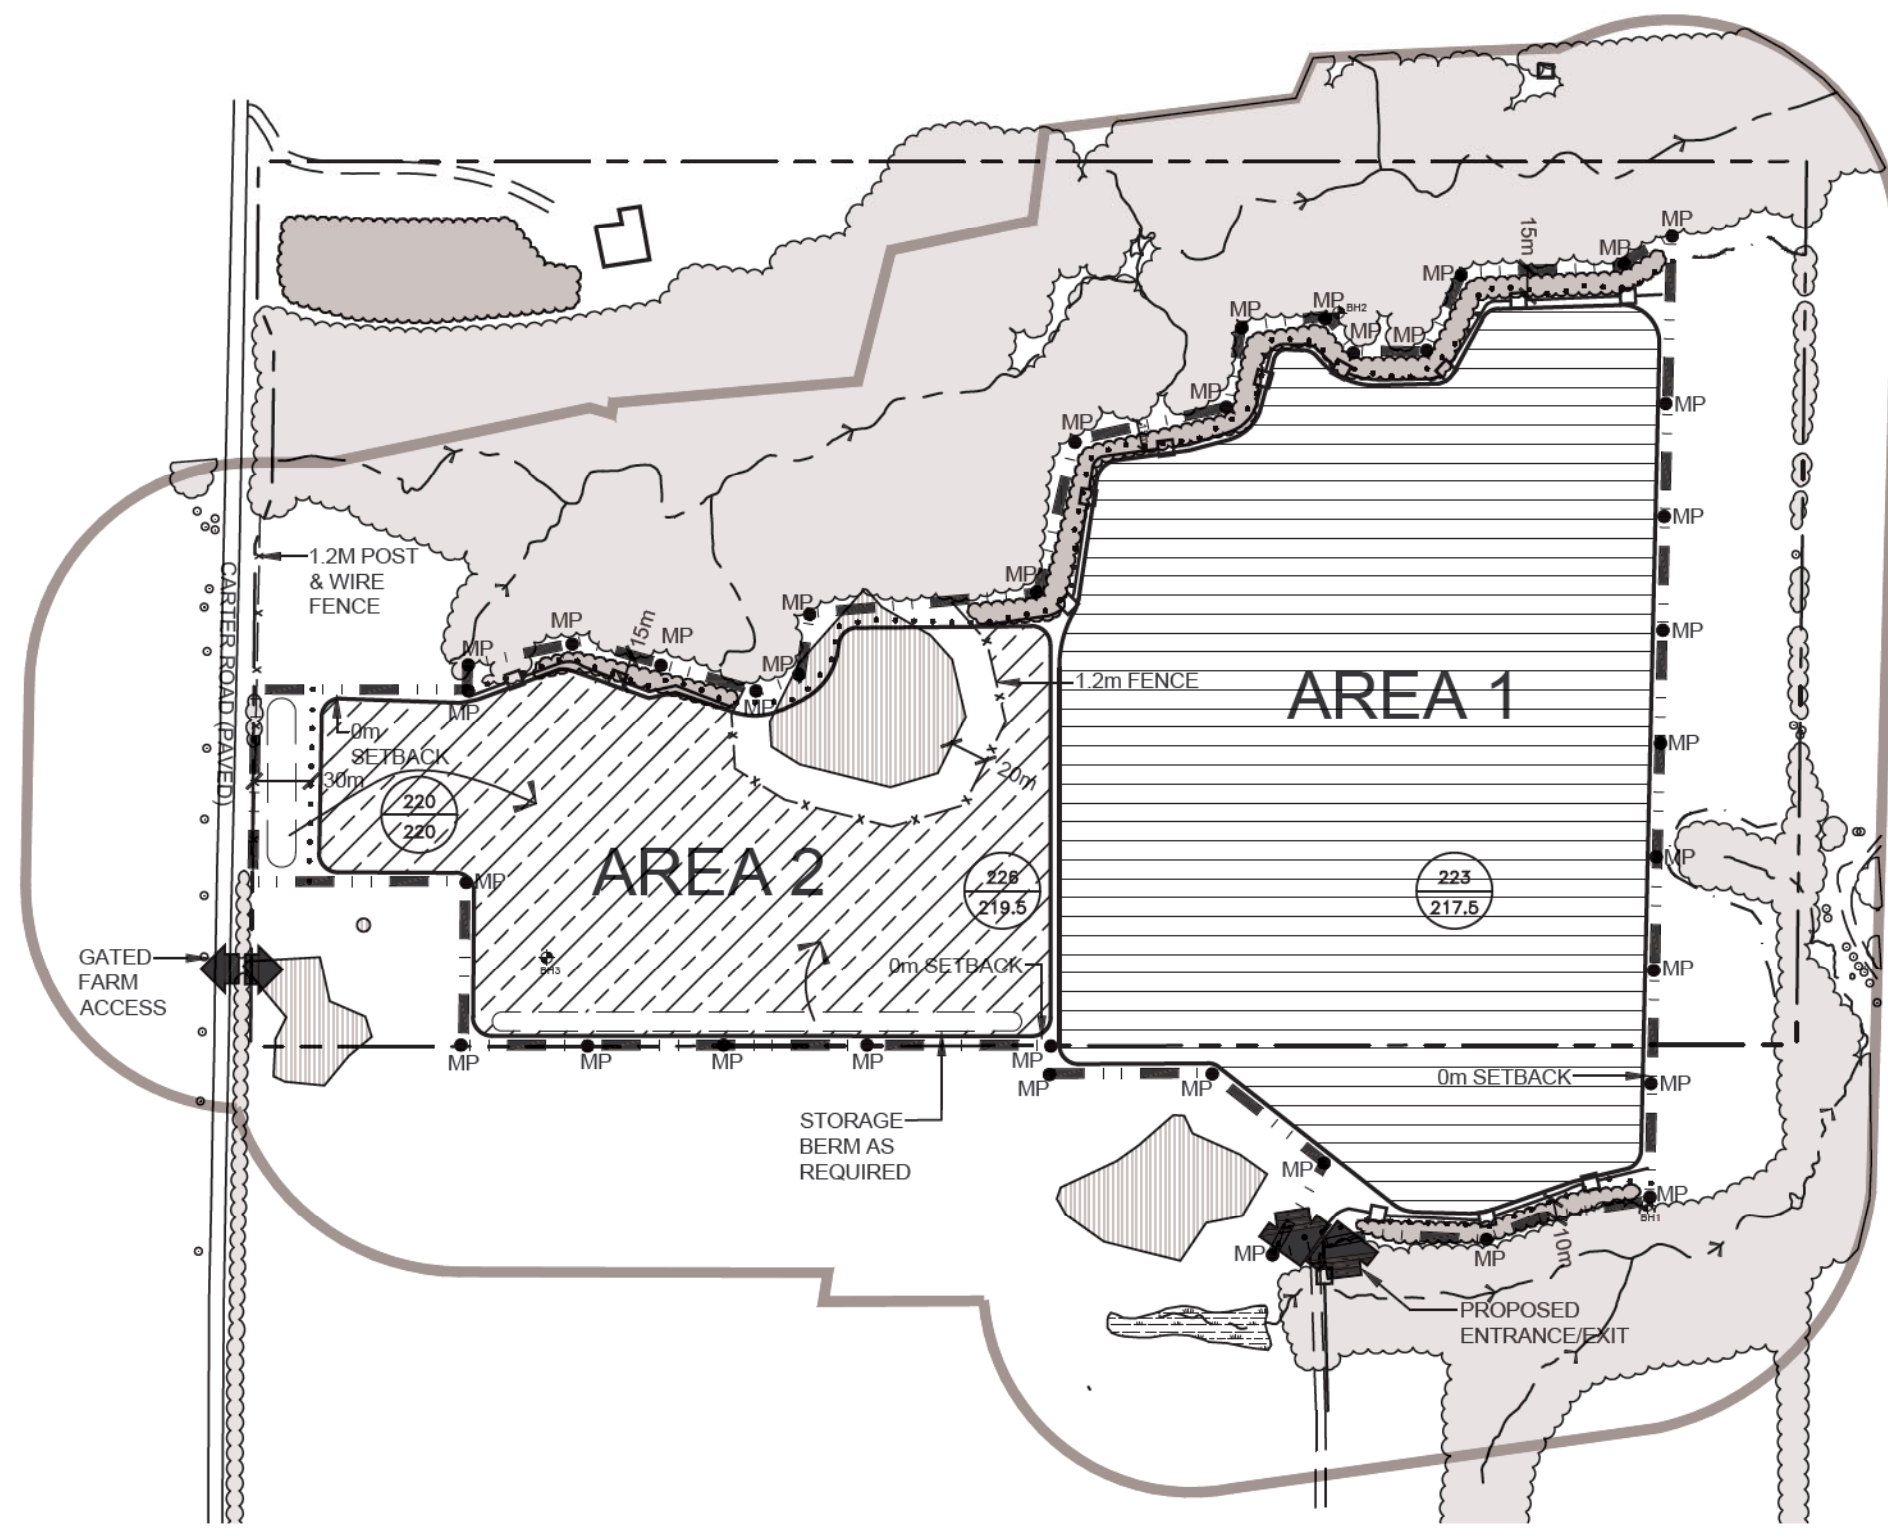 MP
15m
MP
MP
MP
BH2
MP
MP
MP
MP
MP
MP
MP
1.2M POST
& WIRE
FENCE
CARTER ROAD (PAVED)
MP
MP
MP
15m
MP
MP
MP
MP
MP
MP
1.2m FENCE
AREA 1
0m
SETBACK
30m
20m
MP
220
220
AREA 2
MP
226
219.5
223
217.5
MP
GATED
FARM
ACCESS
BH3
0m SETBACK
MP
MP
MP
MP
MP
MP
MP
MP
0m SETBACK
MP
STORAGE
BERM AS
REQUIRED
MP
MP
BH1
MP
MP
10m
PROPOSED
ENTRANCE/EXIT